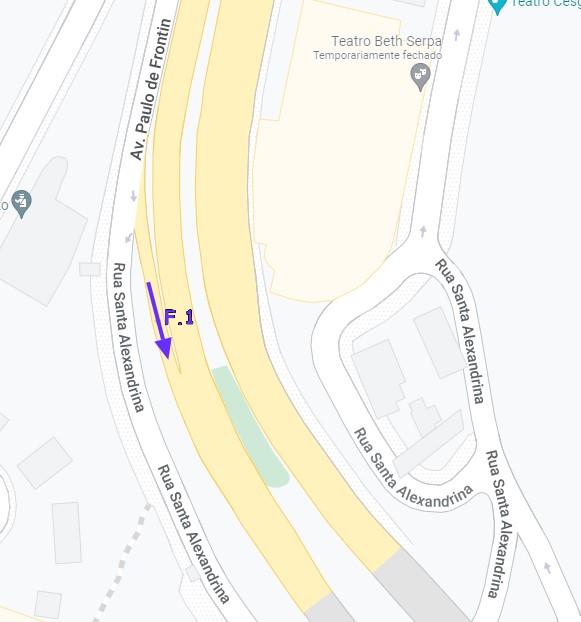 Teatro Cesg
Teatro Beth Serpa
Temporariamente fechado
Av. Paulo de Frontin
o
Rua Santa Alexandrina
F.1
Rua Santa Alexandrina
Rua Santa Alexandrina
Rua Santa Alexandrina
Rua Santa Alexandrina
Rua Santa Alexandrina